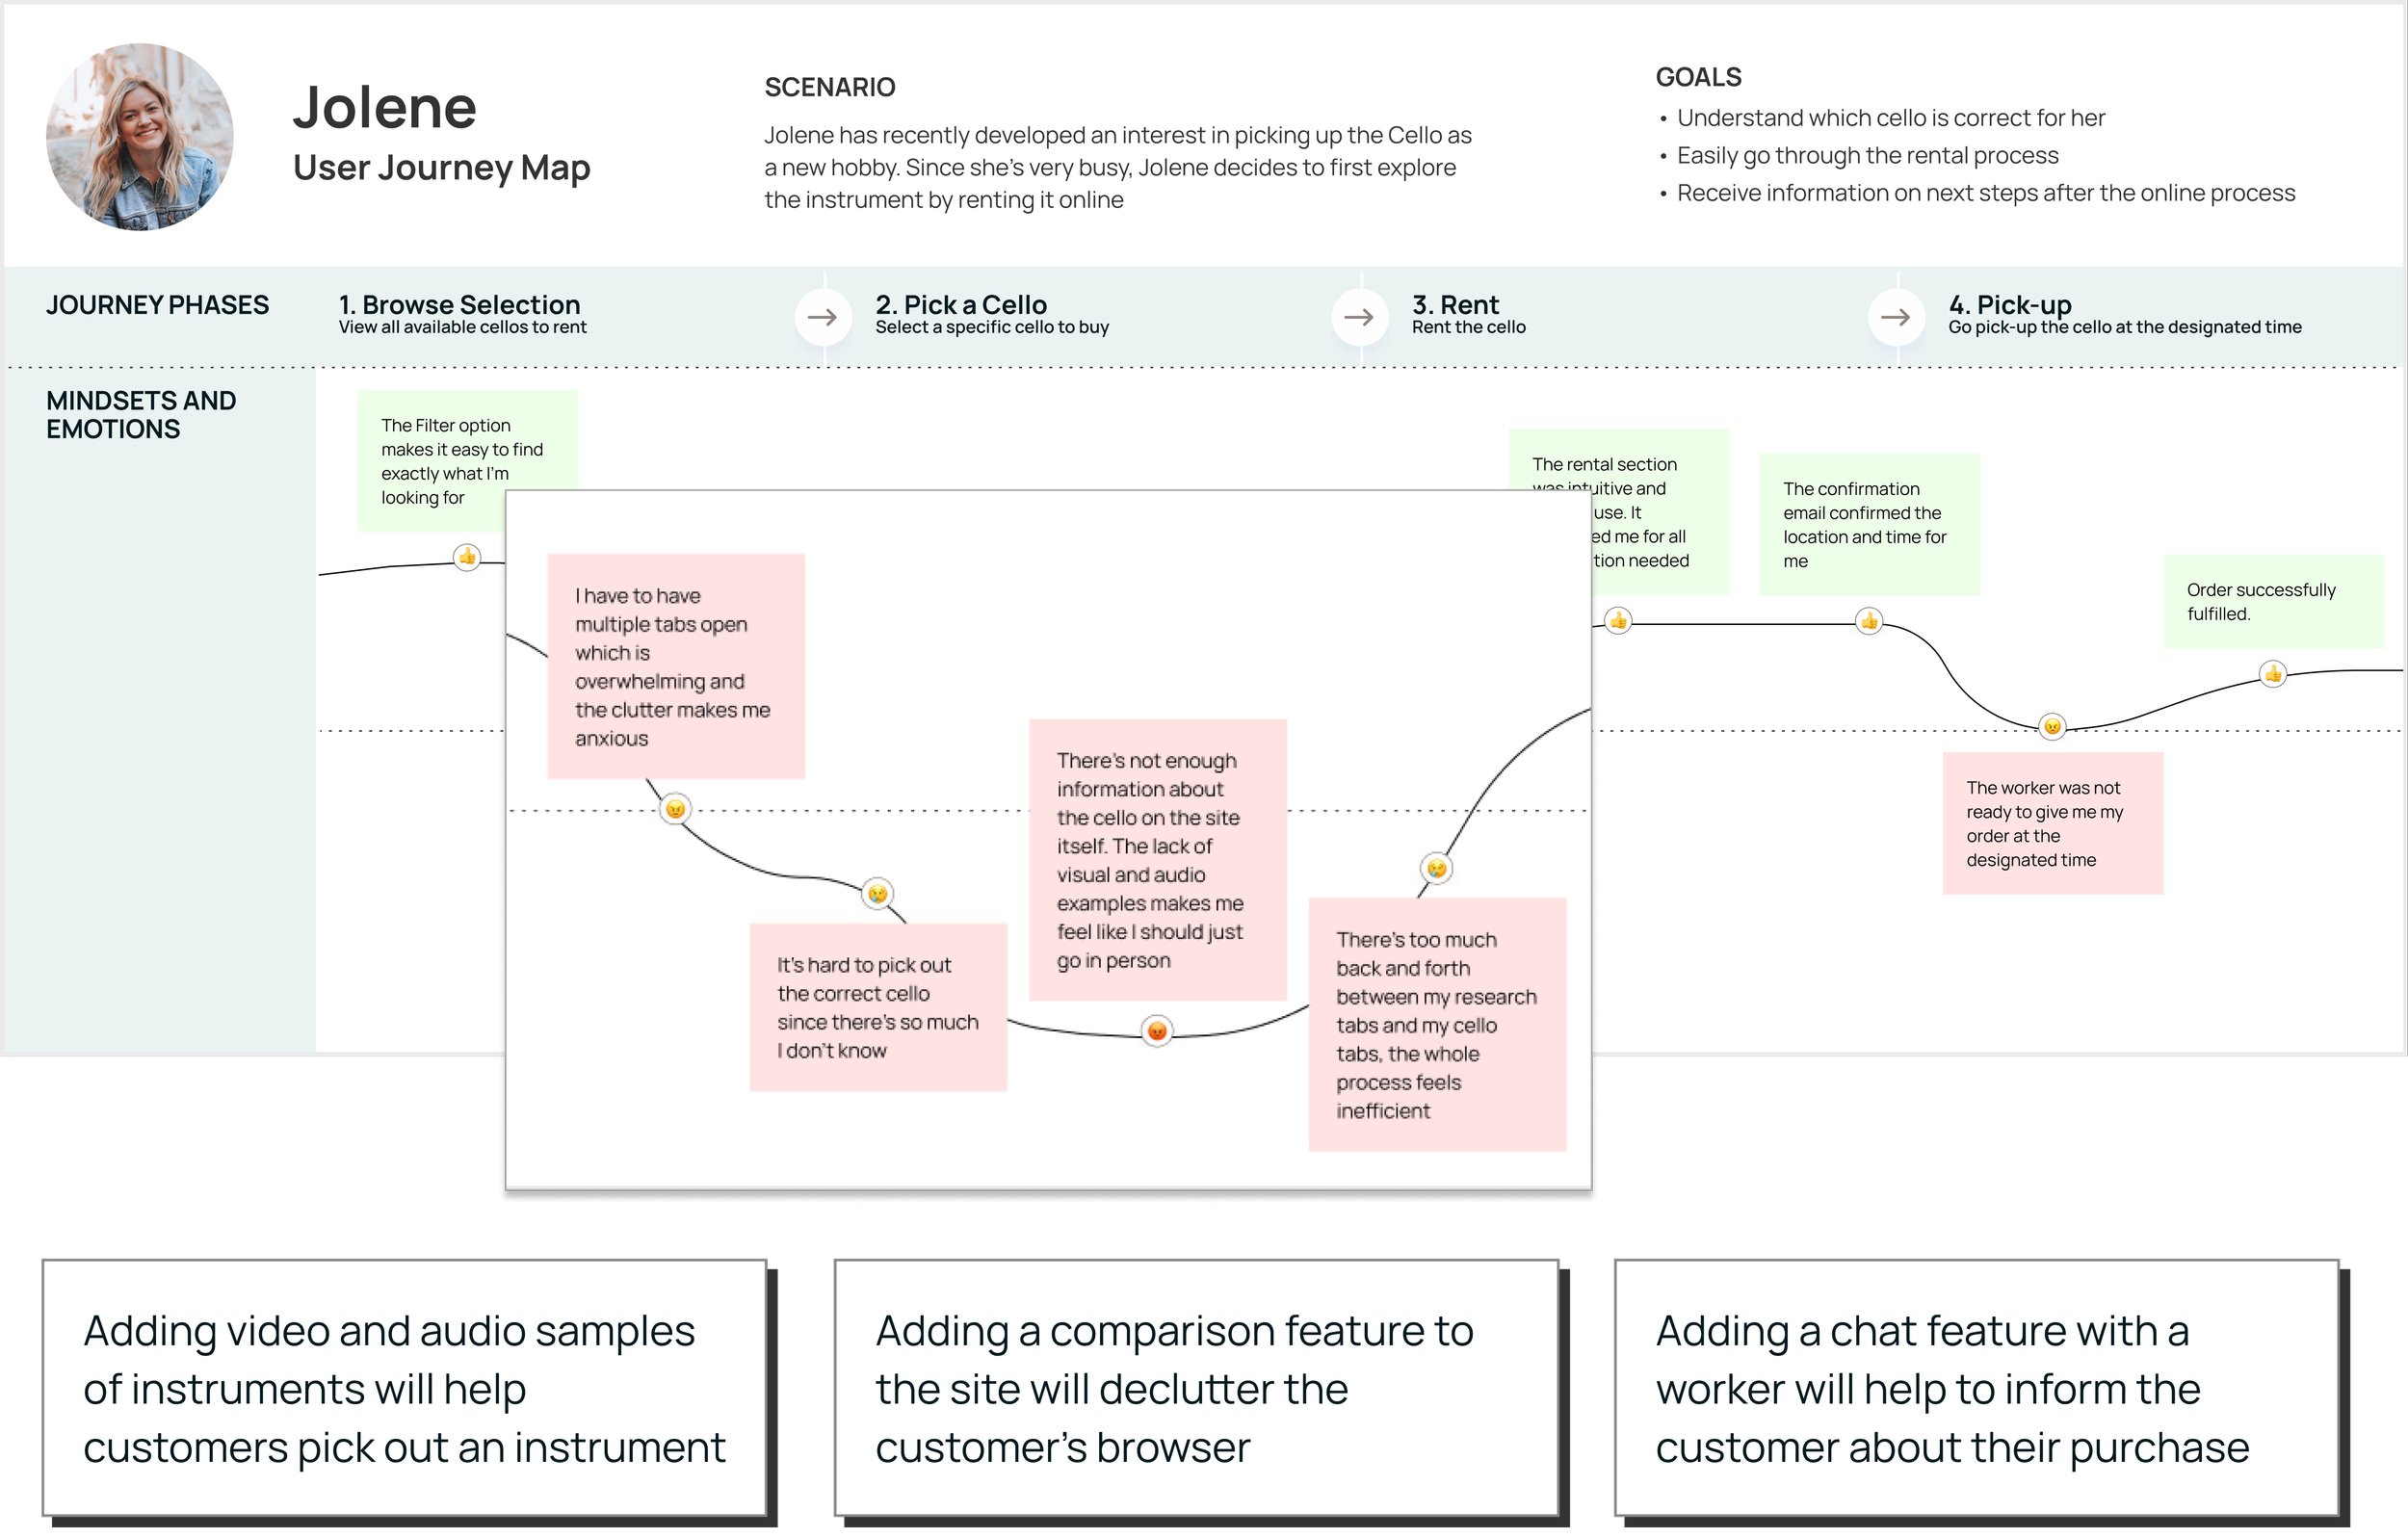 Jolene
User Journey Map
SCENARIO
Jolene has recently developed an interest in picking up the Cello as
a new hobby. Since she's very busy, Jolene decides to first explore
the instrument by renting it online
GOALS
• Understand which cello is correct for her
• Easily go through the rental process
• Receive information on next steps after the online process
JOURNEY PHASES
1. Browse Selection
View all available cellos to rent
2. Pick a Cello
Select a specific cello to buy
3. Rent
Rent the cello
4. Pick-up
Go pick-up the cello at the designated time
MINDSETS AND
EMOTIONS
The Filter option
makes it easy to find
exactly what I'm
looking for
I have to have
multiple tabs open
which is
overwhelming and
the clutter makes me
anxious
It's hard to pick out
the correct cello
since there's so much
I don't know
There's not enough
information about
the cello on the site
itself. The lack of
visual and audio
examples makes me
feel like I should just
go in person
There's too much
back and forth
between my research
tabs and my cello
tabs, the whole
process feels
inefficient
The rental section
was intuitive and
use. It
me for all
needed
The confirmation
email confirmed the
location and time for
me
The worker was not
ready to give me my
order at the
designated time
Order successfully
fulfilled.
Adding video and audio samples
of instruments will help
customers pick out an instrument
Adding a comparison feature to
the site will declutter the
customer's browser
Adding a chat feature with a
worker will help to inform the
customer about their purchase